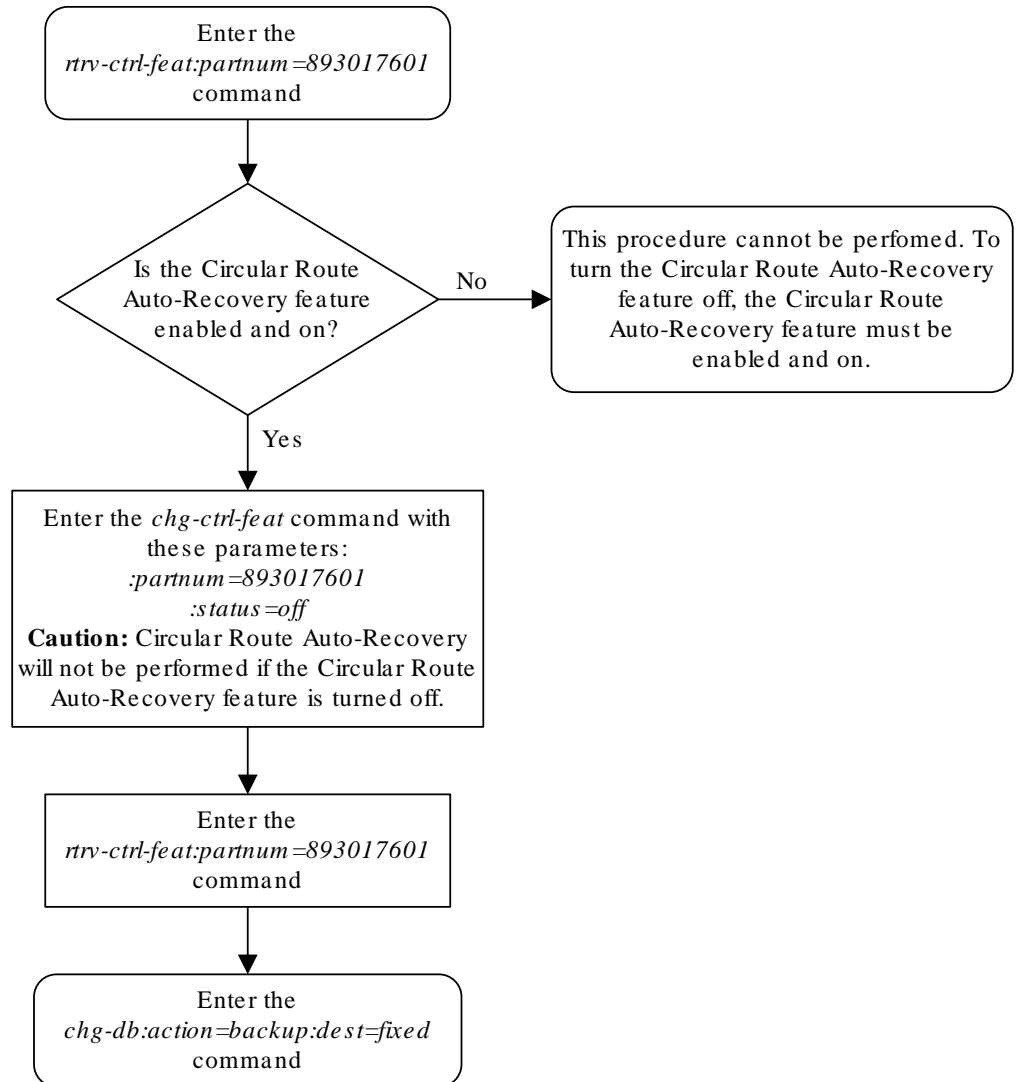 Enter the
rtrv-ctrl-feat:partnum=893017601
command
Is the Circular Route
Auto-Recovery feature
enabled and on?
No
This procedure cannot be perfomed. To
turn the Circular Route Auto-Recovery
feature off, the Circular Route
Auto-Recovery feature must be
enabled and on.
Yes
Enter the chg-ctrl-feat command with
these parameters:
:partnum=893017601
:status=off
Caution: Circular Route Auto-Recovery
will not be performed if the Circular Route
Auto-Recovery feature is turned off.
Enter the
rtrv-ctrl-feat:partnum=893017601
command
Enter the
chg-db:action=backup:dest=fixed
command